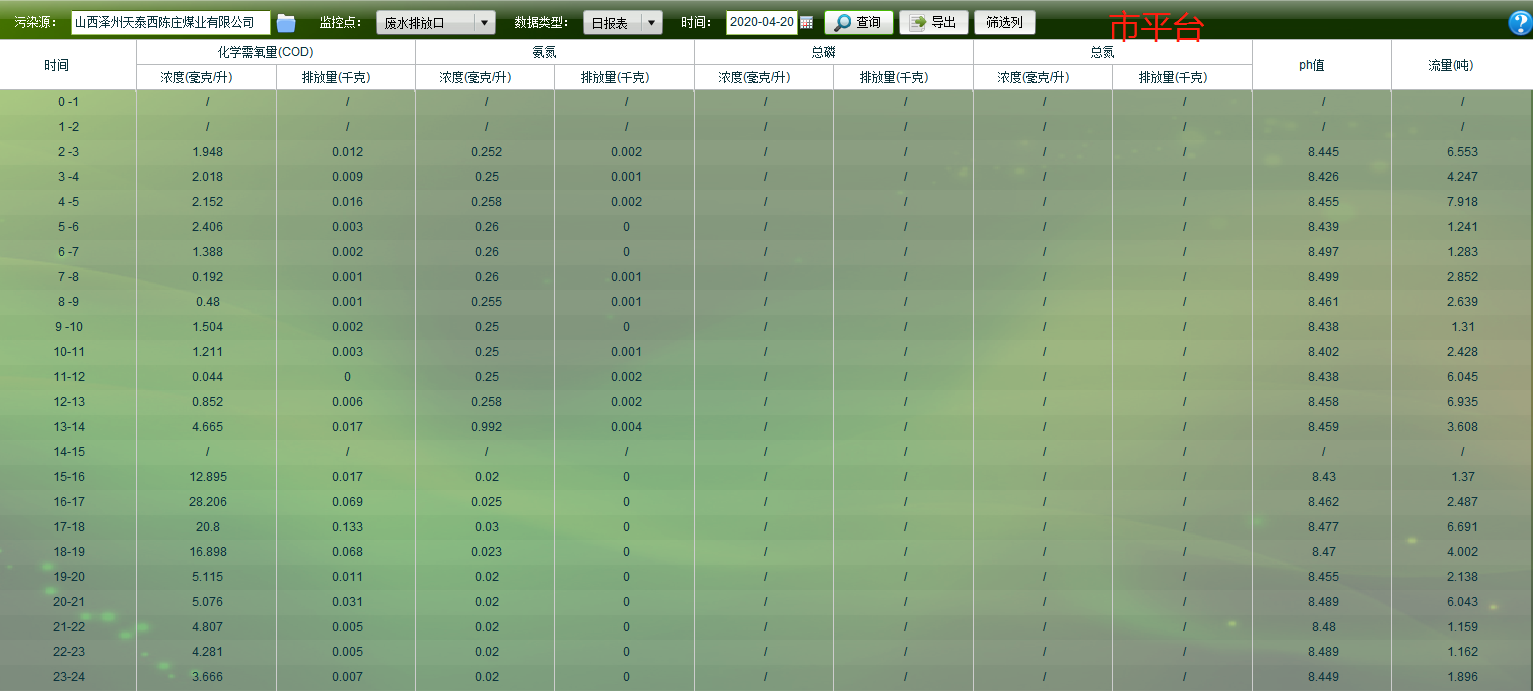 污染源： 山西泽州天泰西陈庄煤业有限公司 监控点： 废水排放口 数据类型： 日报表 时间： 2020-04-20 查询 导出 筛选列 市平台 ?
时间 化学需氧量(COD) 氨氮 总磷 总氮 ph值 流量(吨)
浓度(毫克/升) 排放量(千克) 浓度(毫克/升) 排放量(千克) 浓度(毫克/升) 排放量(千克) 浓度(毫克/升) 排放量(千克)
0 -1 / / / / / / / / / /
1 -2 / / / / / / / / / /
2 -3 1.948 0.012 0.252 0.002 / / / / 8.445 6.553
3 -4 2.018 0.009 0.25 0.001 / / / / 8.426 4.247
4 -5 2.152 0.016 0.258 0.002 / / / / 8.455 7.918
5 -6 2.406 0.003 0.26 0 / / / / 8.439 1.241
6 -7 1.388 0.002 0.26 0 / / / / 8.497 1.283
7 -8 0.192 0.001 0.26 0.001 / / / / 8.499 2.852
8 -9 0.48 0.001 0.255 0.001 / / / / 8.461 2.639
9 -10 1.504 0.002 0.25 0 / / / / 8.438 1.31
10-11 1.211 0.003 0.25 0.001 / / / / 8.402 2.428
11-12 0.044 0 0.25 0.002 / / / / 8.438 6.045
12-13 0.852 0.006 0.258 0.002 / / / / 8.458 6.935
13-14 4.665 0.017 0.992 0.004 / / / / 8.459 3.608
14-15 / / / / / / / / / /
15-16 12.895 0.017 0.02 0 / / / / 8.43 1.37
16-17 28.206 0.069 0.025 0 / / / / 8.462 2.487
17-18 20.8 0.133 0.03 0 / / / / 8.477 6.691
18-19 16.898 0.068 0.023 0 / / / / 8.47 4.002
19-20 5.115 0.011 0.02 0 / / / / 8.455 2.138
20-21 5.076 0.031 0.02 0 / / / / 8.489 6.043
21-22 4.807 0.005 0.02 0 / / / / 8.48 1.159
22-23 4.281 0.005 0.02 0 / / / / 8.489 1.162
23-24 3.666 0.007 0.02 0 / / / / 8.449 1.896